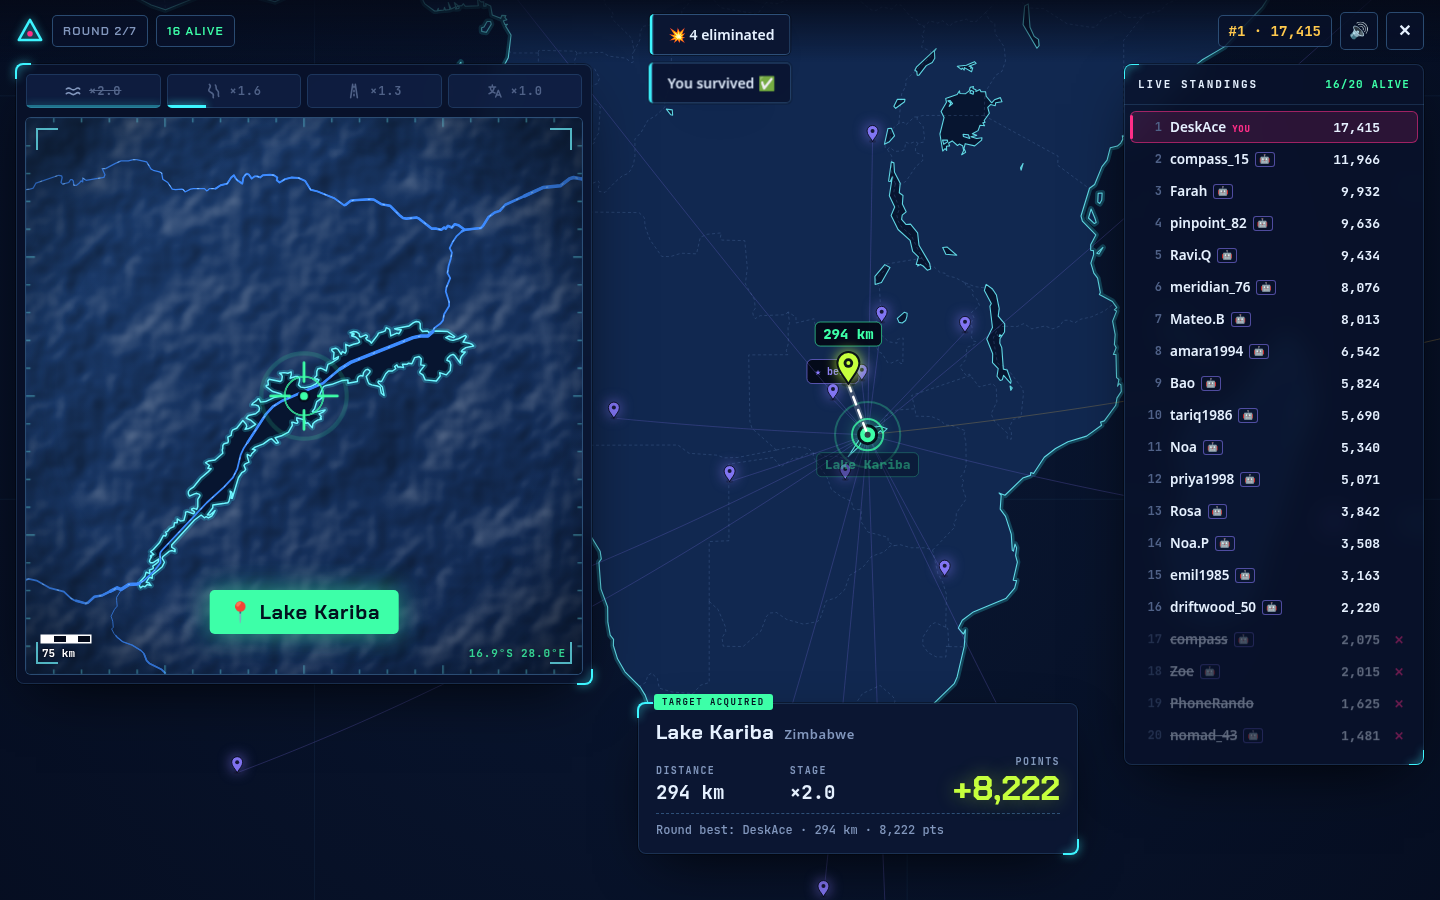 ROUND 2/7
16 ALIVE
💥 4 eliminated
You survived ✅
#1 · 17,415
×2.0
×1.6
×1.3
×1.0
75 km
📍 Lake Kariba
16.9°S 28.0°E
294 km
Lake Kariba
LIVE STANDINGS
16/20 ALIVE
1 DeskAce YOU 17,415
2 compass_15 11,966
3 Farah 9,932
4 pinpoint_82 9,636
5 Ravi.Q 9,434
6 meridian_76 8,076
7 Mateo.B 8,013
8 amara1994 6,542
9 Bao 5,824
10 tariq1986 5,690
11 Noa 5,340
12 priya1998 5,071
13 Rosa 3,842
14 Noa.P 3,508
15 emil1985 3,163
16 driftwood_50 2,220
17 compass 2,075 ×
18 Zoe 2,015 ×
19 PhoneRando 1,625 ×
20 nomad_43 1,481 ×
TARGET ACQUIRED
Lake Kariba Zimbabwe
DISTANCE
294 km
STAGE
×2.0
POINTS
+8,222
Round best: DeskAce · 294 km · 8,222 pts